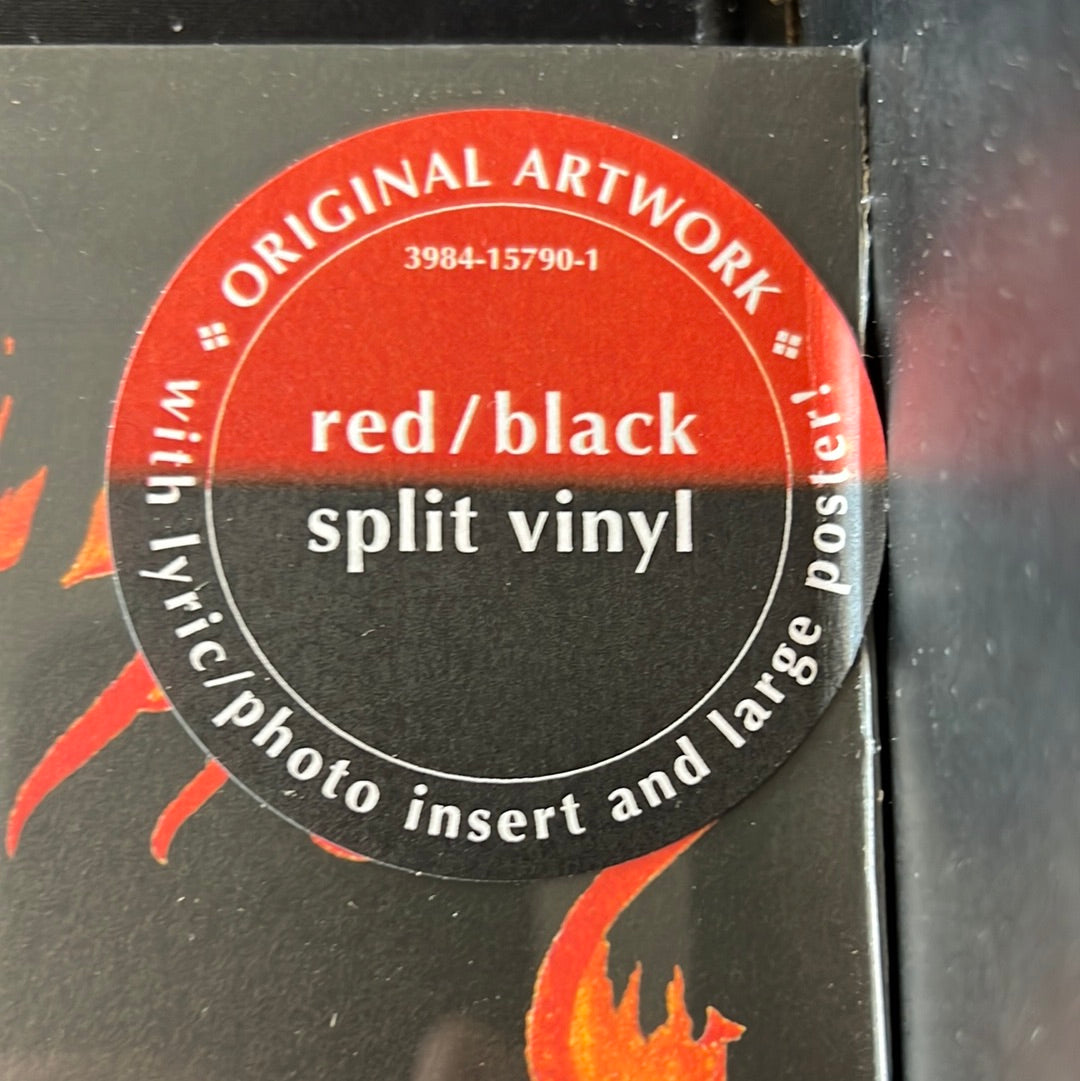 ORIGINAL ARTWORK
3984-15790-1
red/black
split vinyl
with lyric/photo insert and large poster!